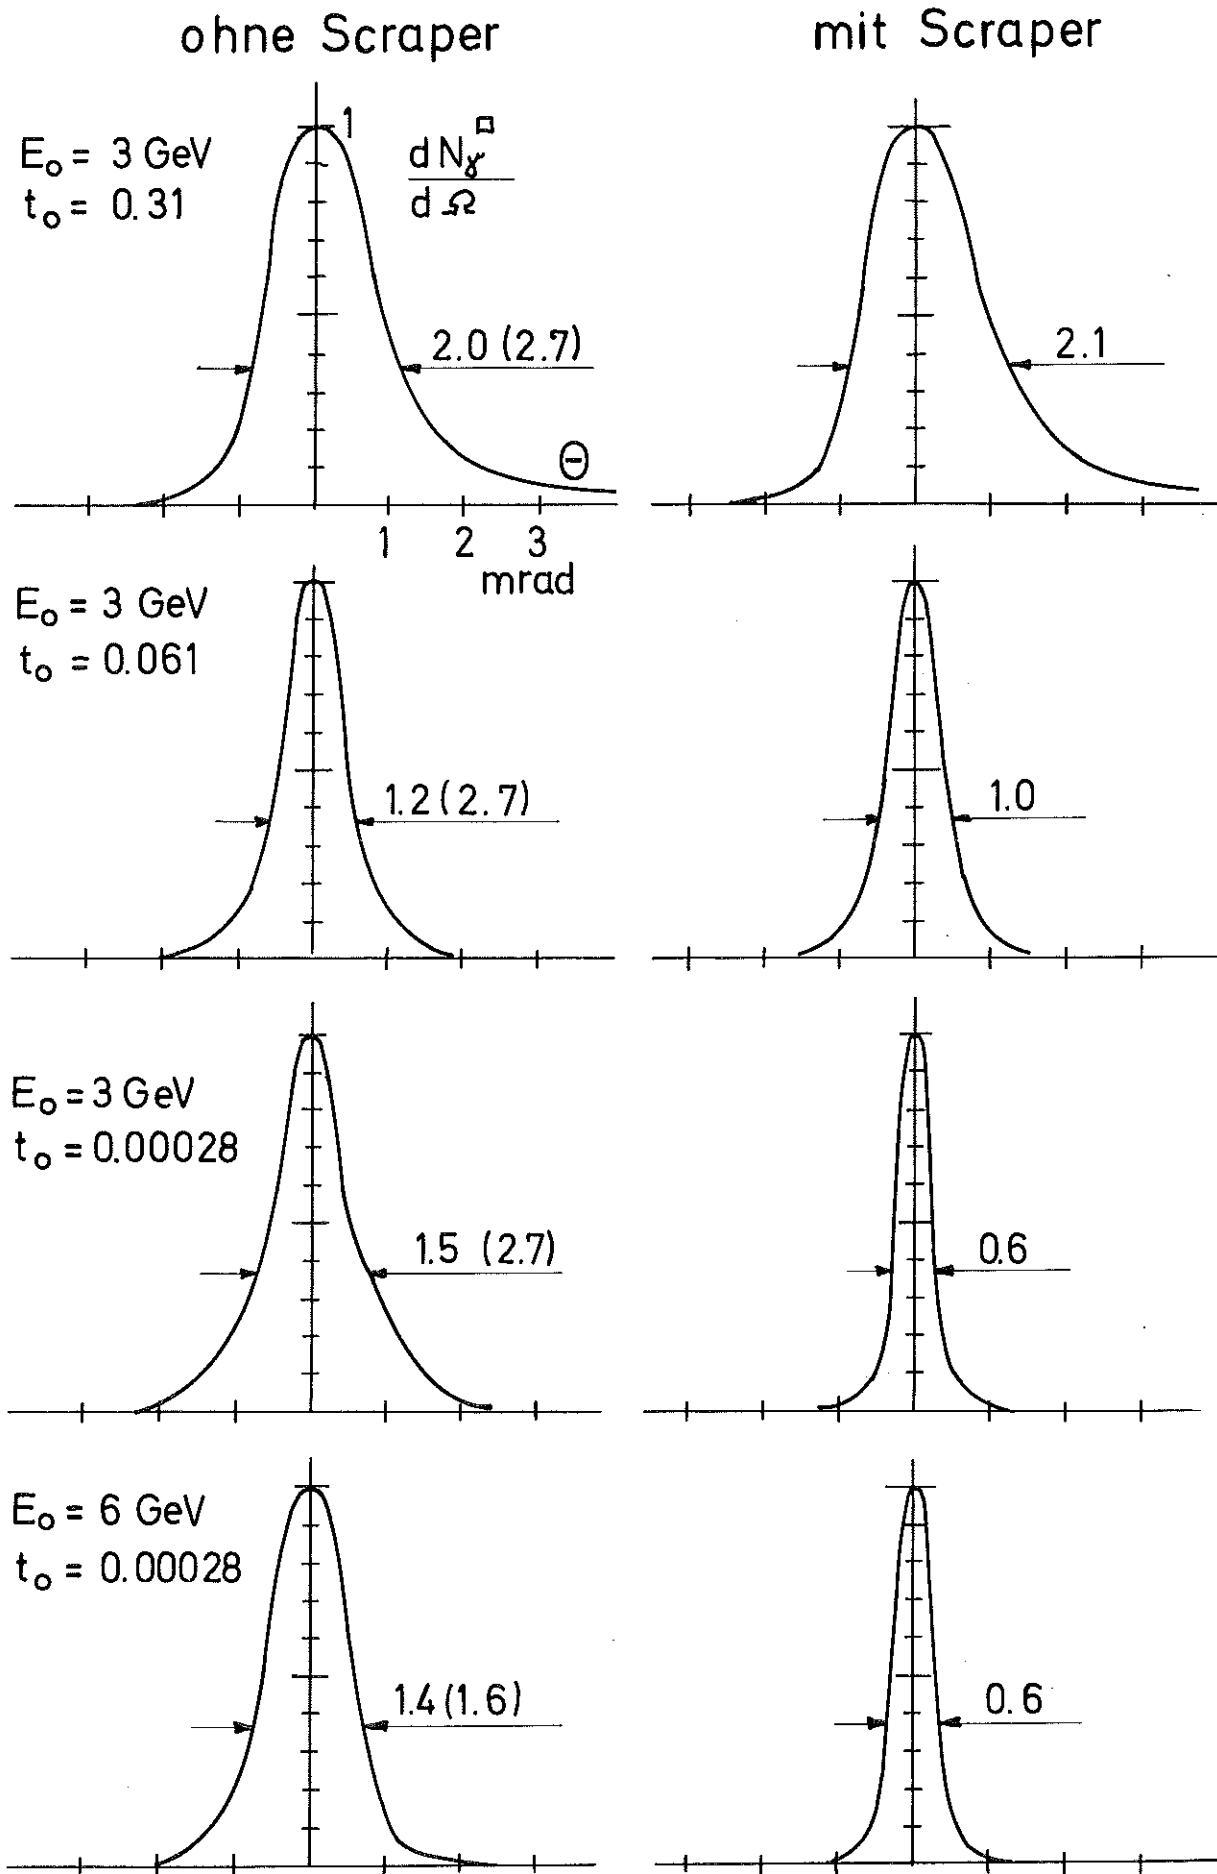 ohne Scraper
mit Scraper
E₀ = 3 GeV
t₀ = 0.31
1
dNγ□
dΩ
2.0 (2.7)
2.1
Θ
1 2 3
mrad
E₀ = 3 GeV
t₀ = 0.061
1.2 (2.7)
1.0
E₀ = 3 GeV
t₀ = 0.00028
1.5 (2.7)
0.6
E₀ = 6 GeV
t₀ = 0.00028
1.4 (1.6)
0.6